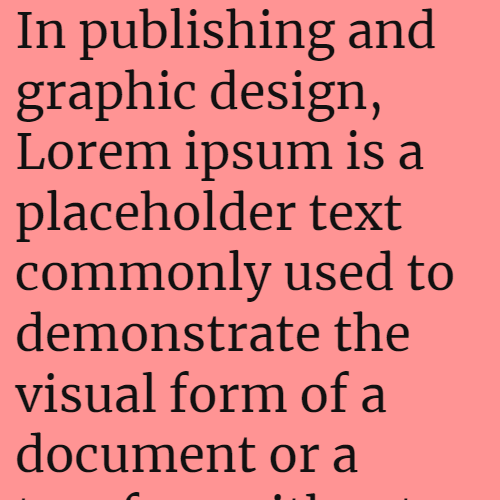 In publishing and
graphic design,
Lorem ipsum is a
placeholder text
commonly used to
demonstrate the
visual form of a
document or a